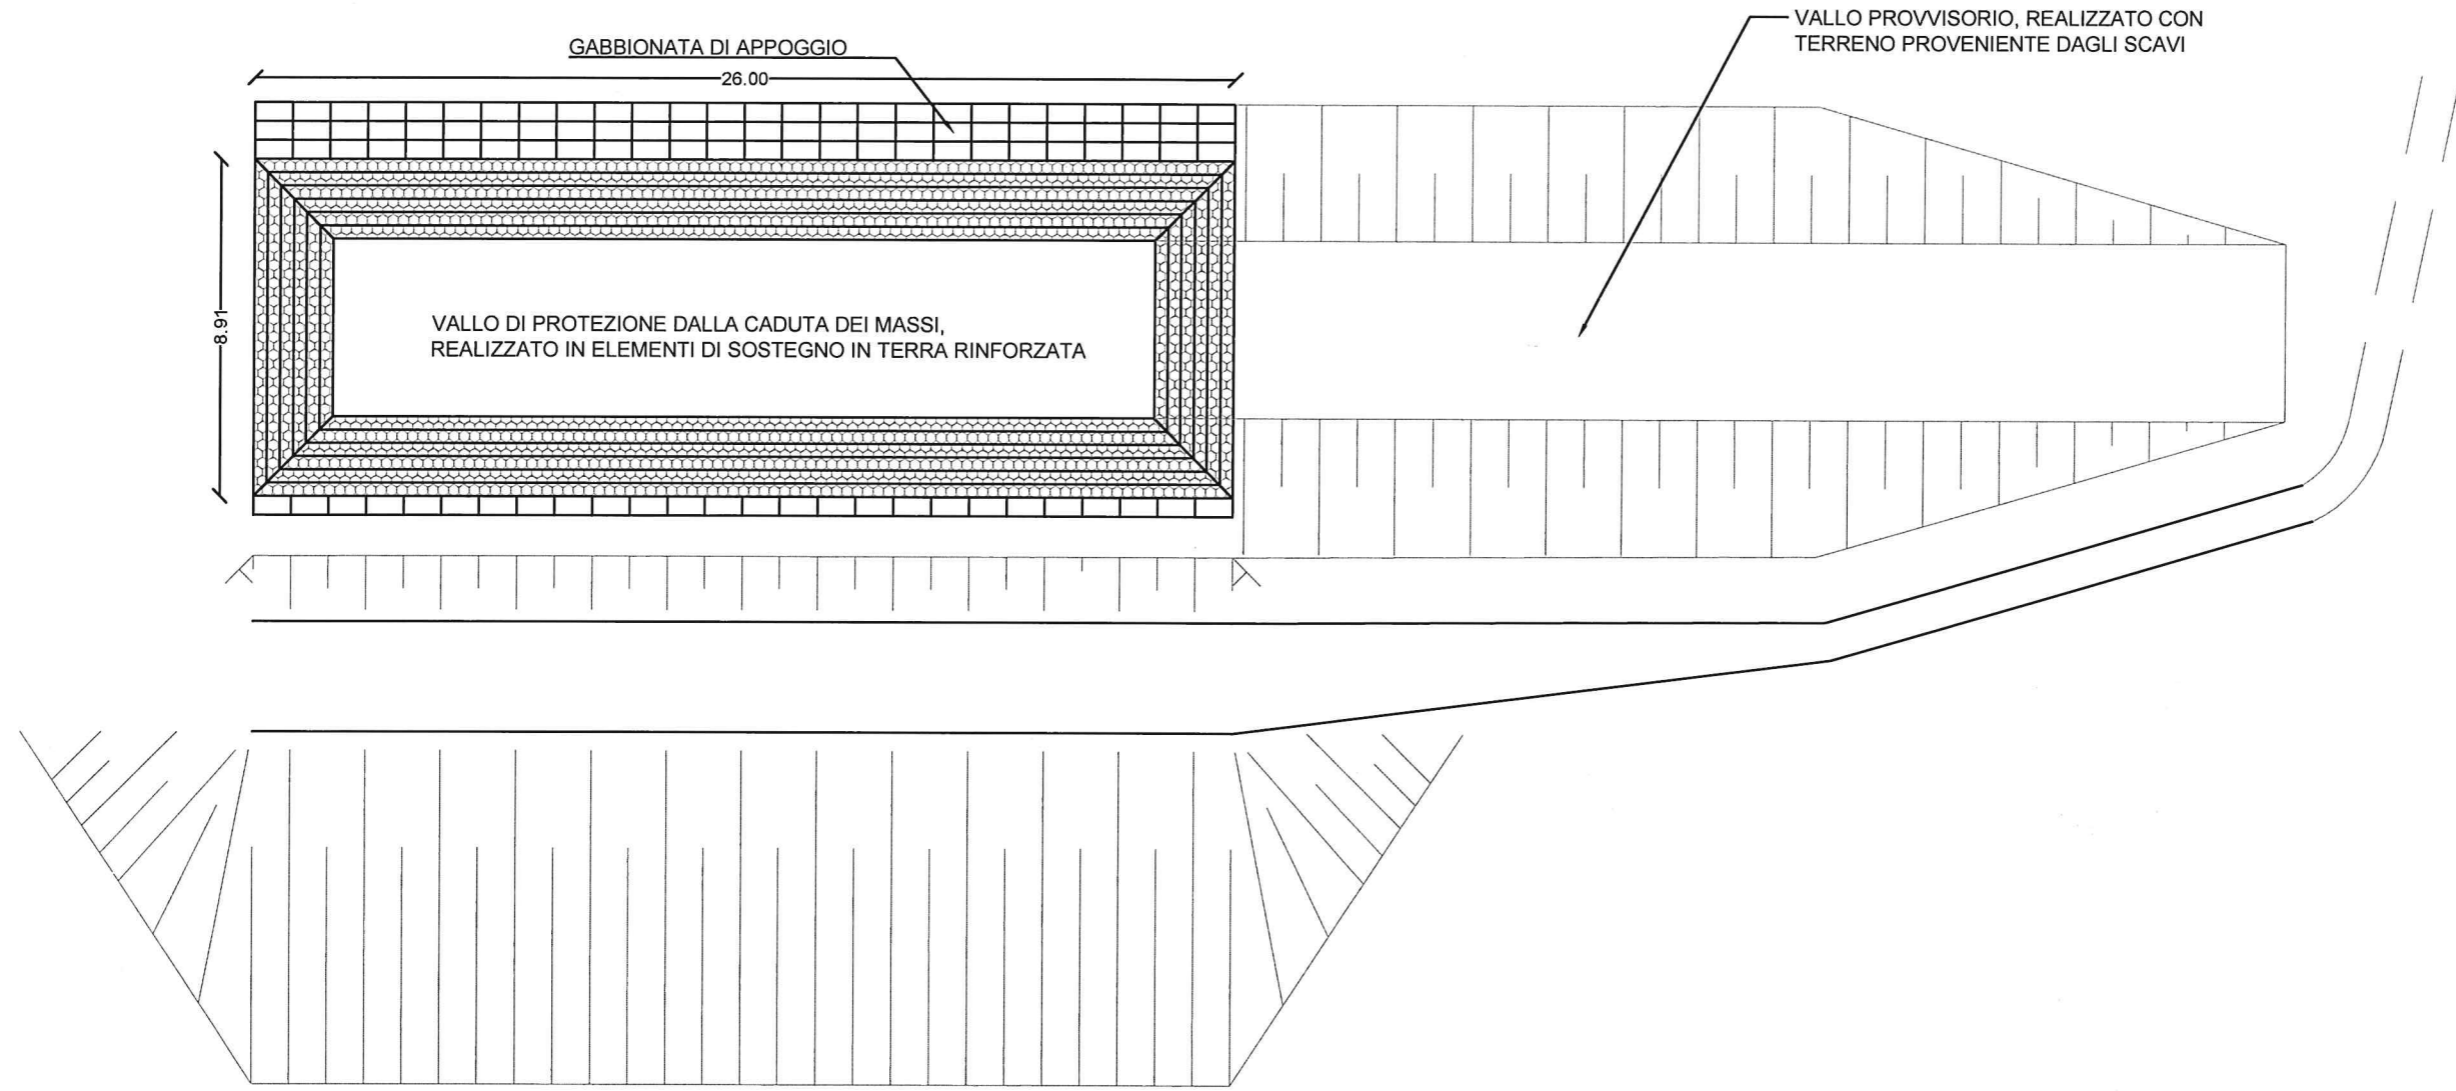 VALLO PROVVISORIO, REALIZZATO CON
TERRENO PROVENIENTE DAGLI SCAVI
GABBIONATA DI APPOGGIO
26.00
8.91
VALLO DI PROTEZIONE DALLA CADUTA DEI MASSI,
REALIZZATO IN ELEMENTI DI SOSTEGNO IN TERRA RINFORZATA